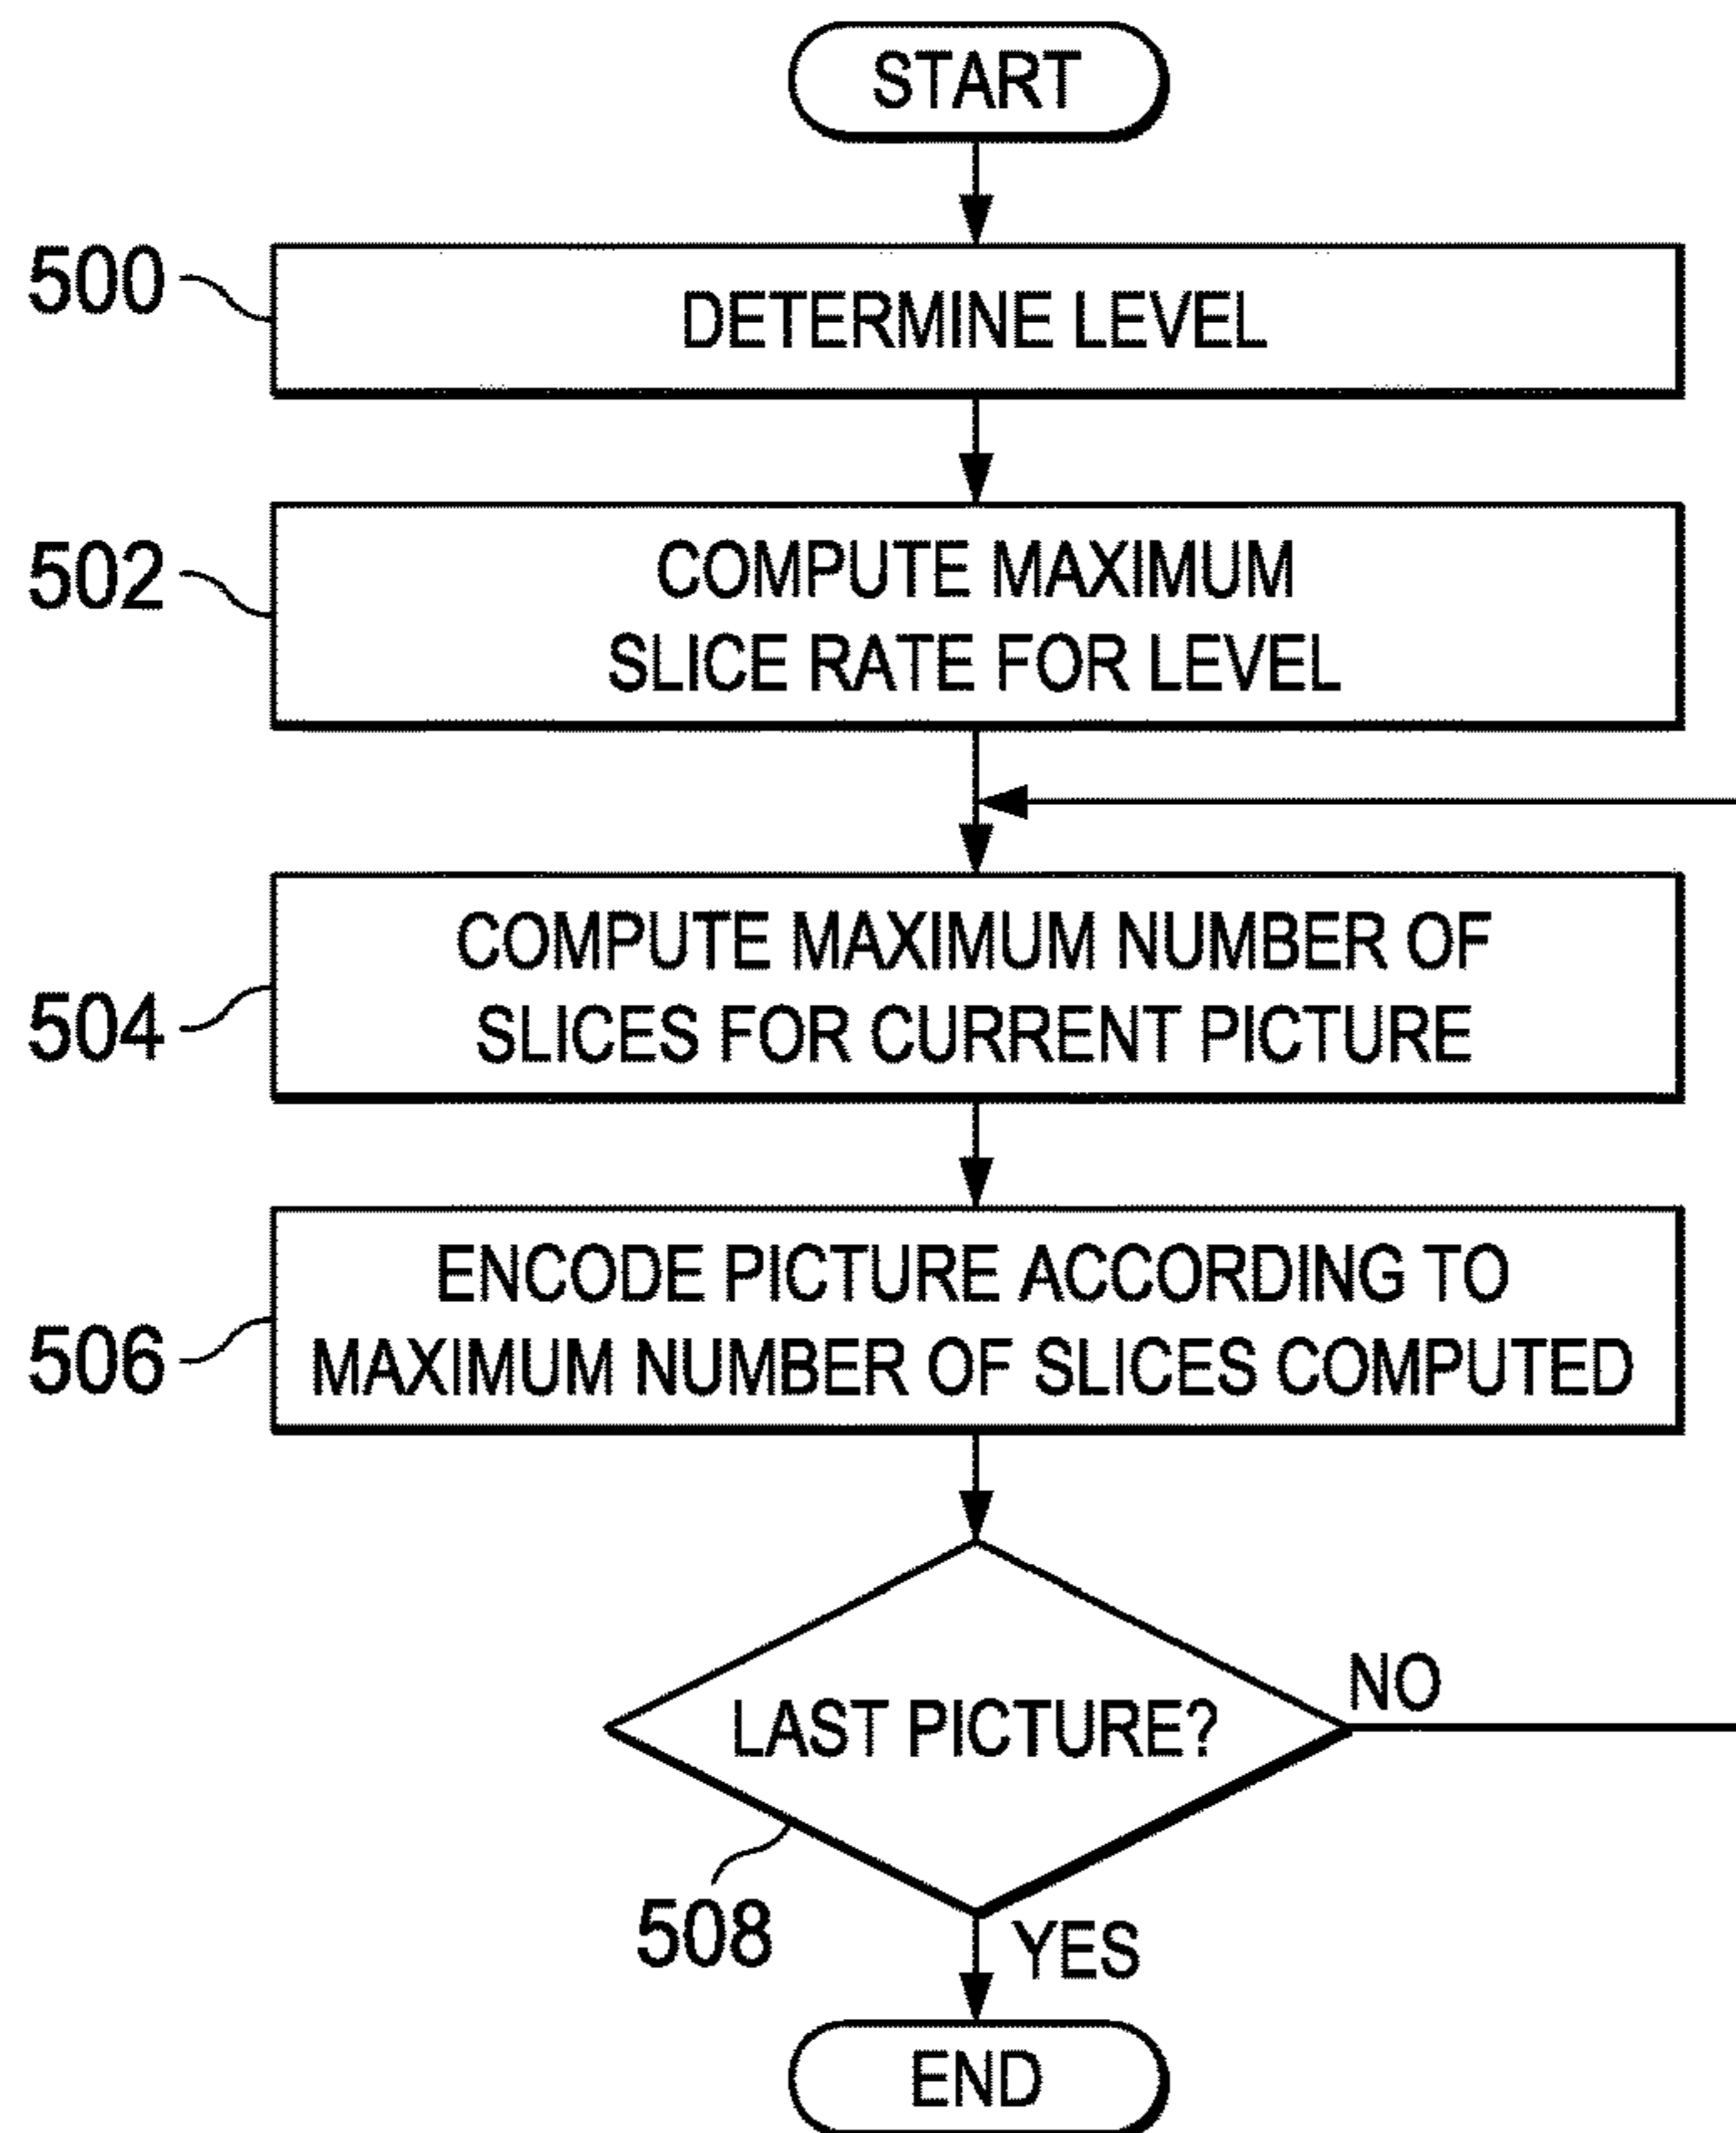 START
500
DETERMINE LEVEL
502
COMPUTE MAXIMUM
SLICE RATE FOR LEVEL
504
COMPUTE MAXIMUM NUMBER OF
SLICES FOR CURRENT PICTURE
506
ENCODE PICTURE ACCORDING TO
MAXIMUM NUMBER OF SLICES COMPUTED
LAST PICTURE?
NO
508
YES
END